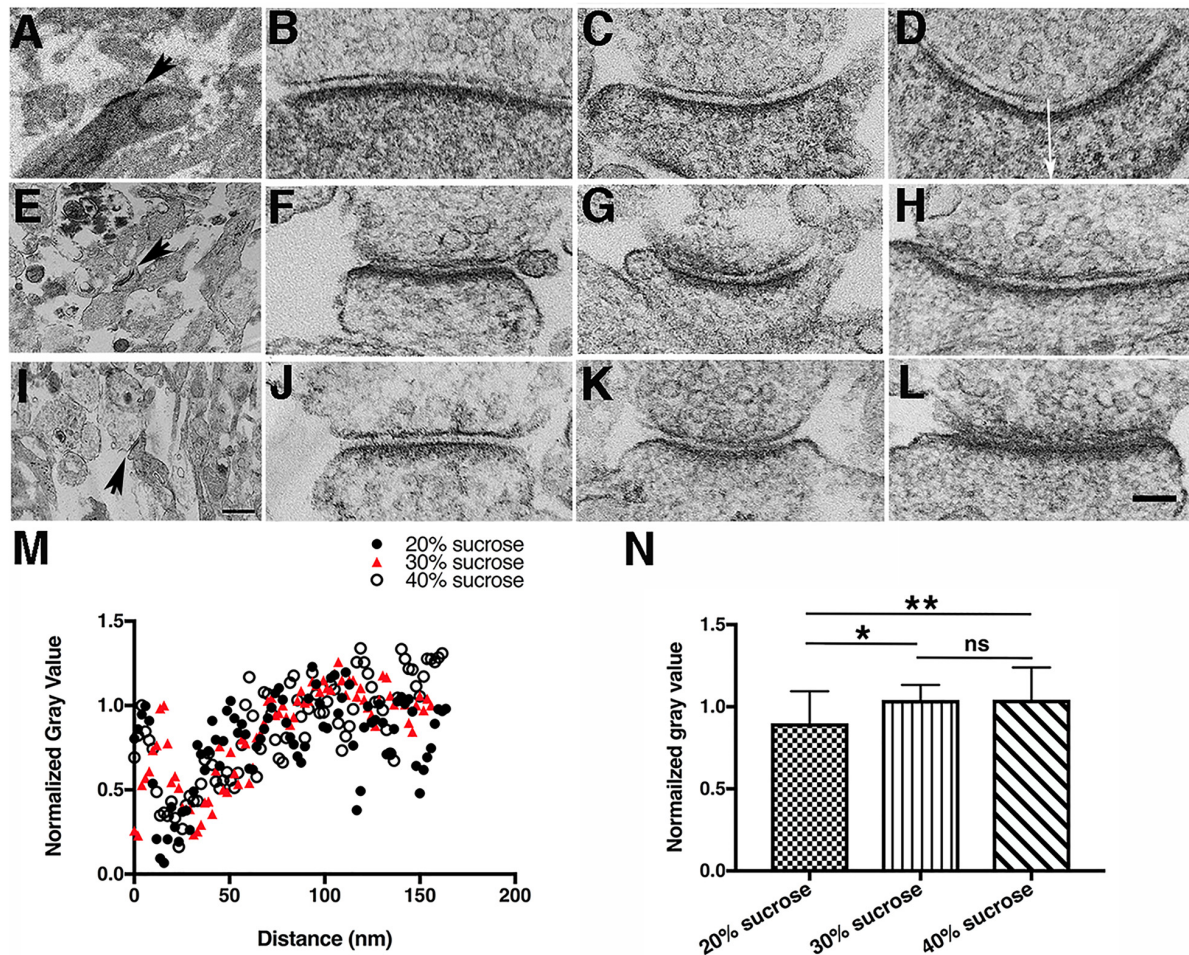 A B C D
E F G H
I J K L
M
20% sucrose
30% sucrose
40% sucrose
Normalized Gray Value
1.5
1.0
0.5
0.0
0 50 100 150 200
Distance (nm)
N
Normalized gray value
1.5
1.0
0.5
0.0
**
*
ns
20% sucrose
30% sucrose
40% sucrose